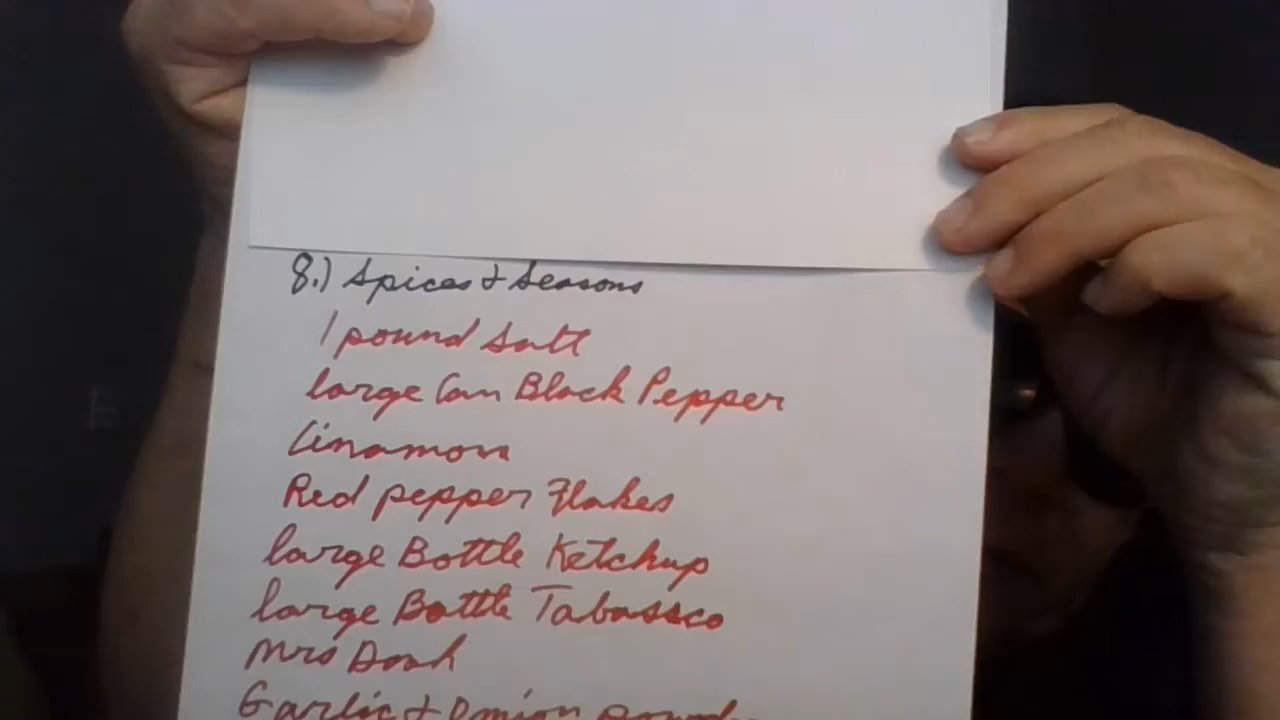 8.) Spices & Seasons
1 pound Salt
large Can Black Pepper
Cinamon
Red pepper Flakes
large Bottle Ketchup
large Bottle Tabassco
Mrs Dash
Garlic & Onion